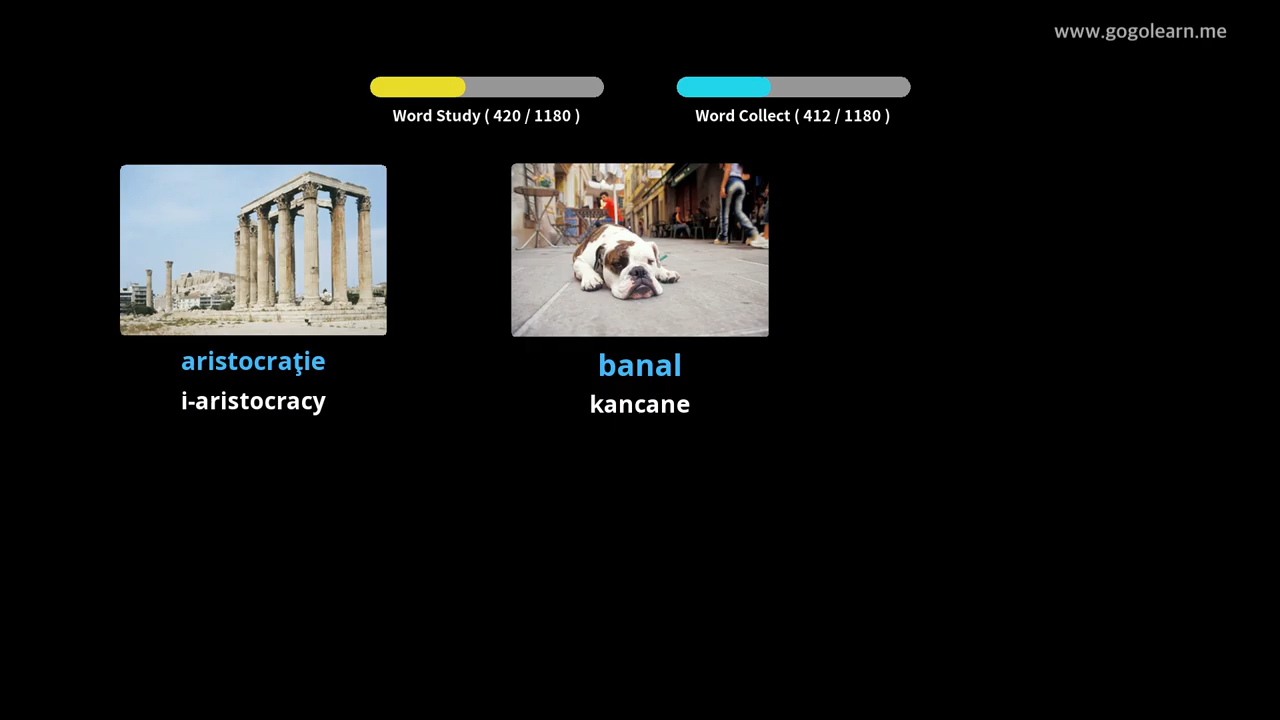 www.gogolearn.me
Word Study ( 420 / 1180 )
Word Collect ( 412 / 1180 )
aristocraţie
i-aristocracy
banal
kancane